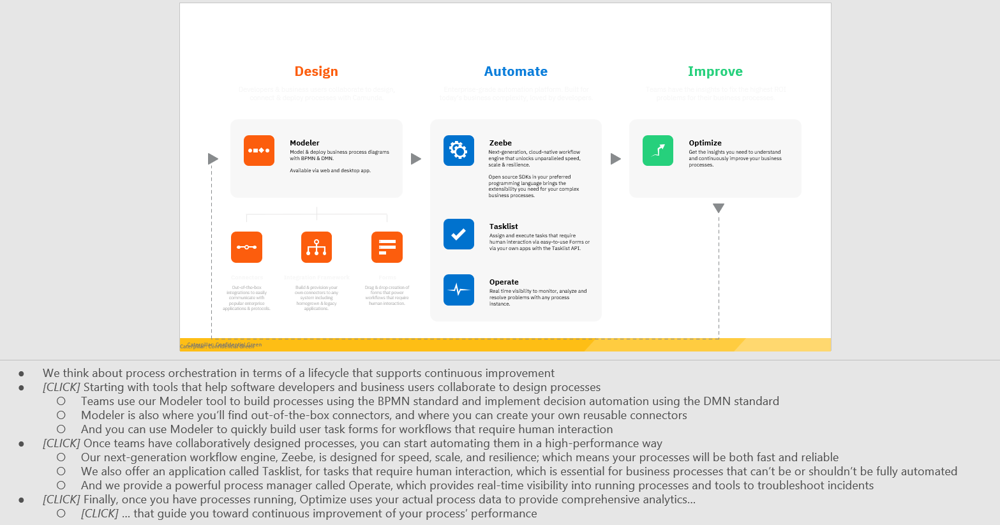 Design
Automate
Improve
Developers & business users collaborate to design,
connect & deploy processes with Camunda.
Enterprise-grade automation platform. Built for
today's business complexity, loved by developers.
Teams have the insights to fix the highest ROI
problems for their business processes.
Modeler
Model & deploy business process diagrams
with BPMN & DMN.
Available via web and desktop app.
Zeebe
Next-generation, cloud-native workflow
engine that unlocks unparalleled speed,
scale & resilience.
Open source SDKs in your preferred
programming language brings the
extensibility you need for your complex
business processes.
Optimize
Get the insights you need to understand
and continuously improve your business
processes.
Tasklist
Assign and execute tasks that require
human interaction via easy-to-use Forms or
via your own apps with the Tasklist API.
Operate
Real time visibility to monitor, analyze and
resolve problems with any process
instance.
Connectors
Out-of-the-box
integrations to easily
communicate with
popular enterprise
applications & protocols.
Integration Framework
Build & provision your
own connectors to any
system including
homegrown & legacy
applications.
Forms
Drag & drop creation of
forms that power
workflows that require
human interaction.
Caterpillar: Confidential Green
Caterpillar: Confidential Green
● We think about process orchestration in terms of a lifecycle that supports continuous improvement
● [CLICK] Starting with tools that help software developers and business users collaborate to design processes
○ Teams use our Modeler tool to build processes using the BPMN standard and implement decision automation using the DMN standard
○ Modeler is also where you’ll find out-of-the-box connectors, and where you can create your own reusable connectors
○ And you can use Modeler to quickly build user task forms for workflows that require human interaction
● [CLICK] Once teams have collaboratively designed processes, you can start automating them in a high-performance way
○ Our next-generation workflow engine, Zeebe, is designed for speed, scale, and resilience; which means your processes will be both fast and reliable
○ We also offer an application called Tasklist, for tasks that require human interaction, which is essential for business processes that can’t be or shouldn’t be fully automated
○ And we provide a powerful process manager called Operate, which provides real-time visibility into running processes and tools to troubleshoot incidents
● [CLICK] Finally, once you have processes running, Optimize uses your actual process data to provide comprehensive analytics…
○ [CLICK] … that guide you toward continuous improvement of your process’ performance